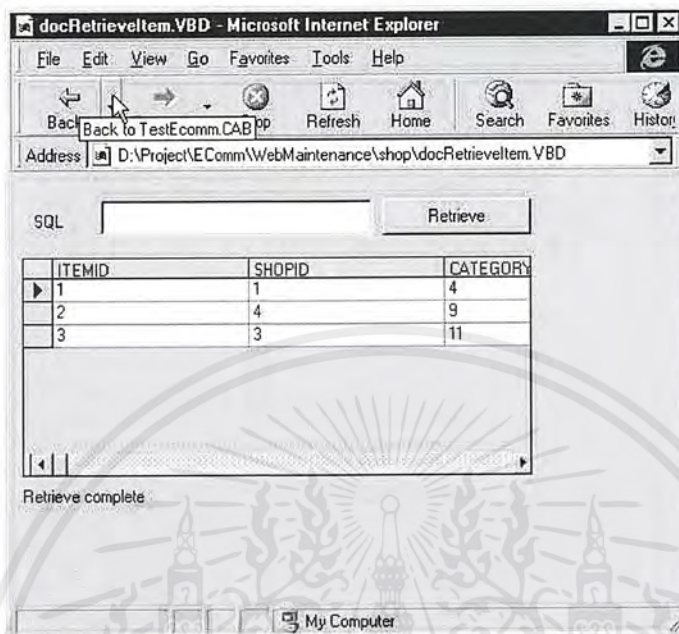 docRetrieveItem.VBD - Microsoft Internet Explorer
File Edit View Go Favorites Tools Help
Back Refresh Home Search Favorites
Back to TestEcomm.CAB
Address D:\Project\EComm\WebMaintenance\shop\docRetrieveItem.VBD
SQL Retrieve
ITEMID SHOPID CATEGORY
1 1 4
2 4 9
3 3 11
Retrieve complete
My Computer